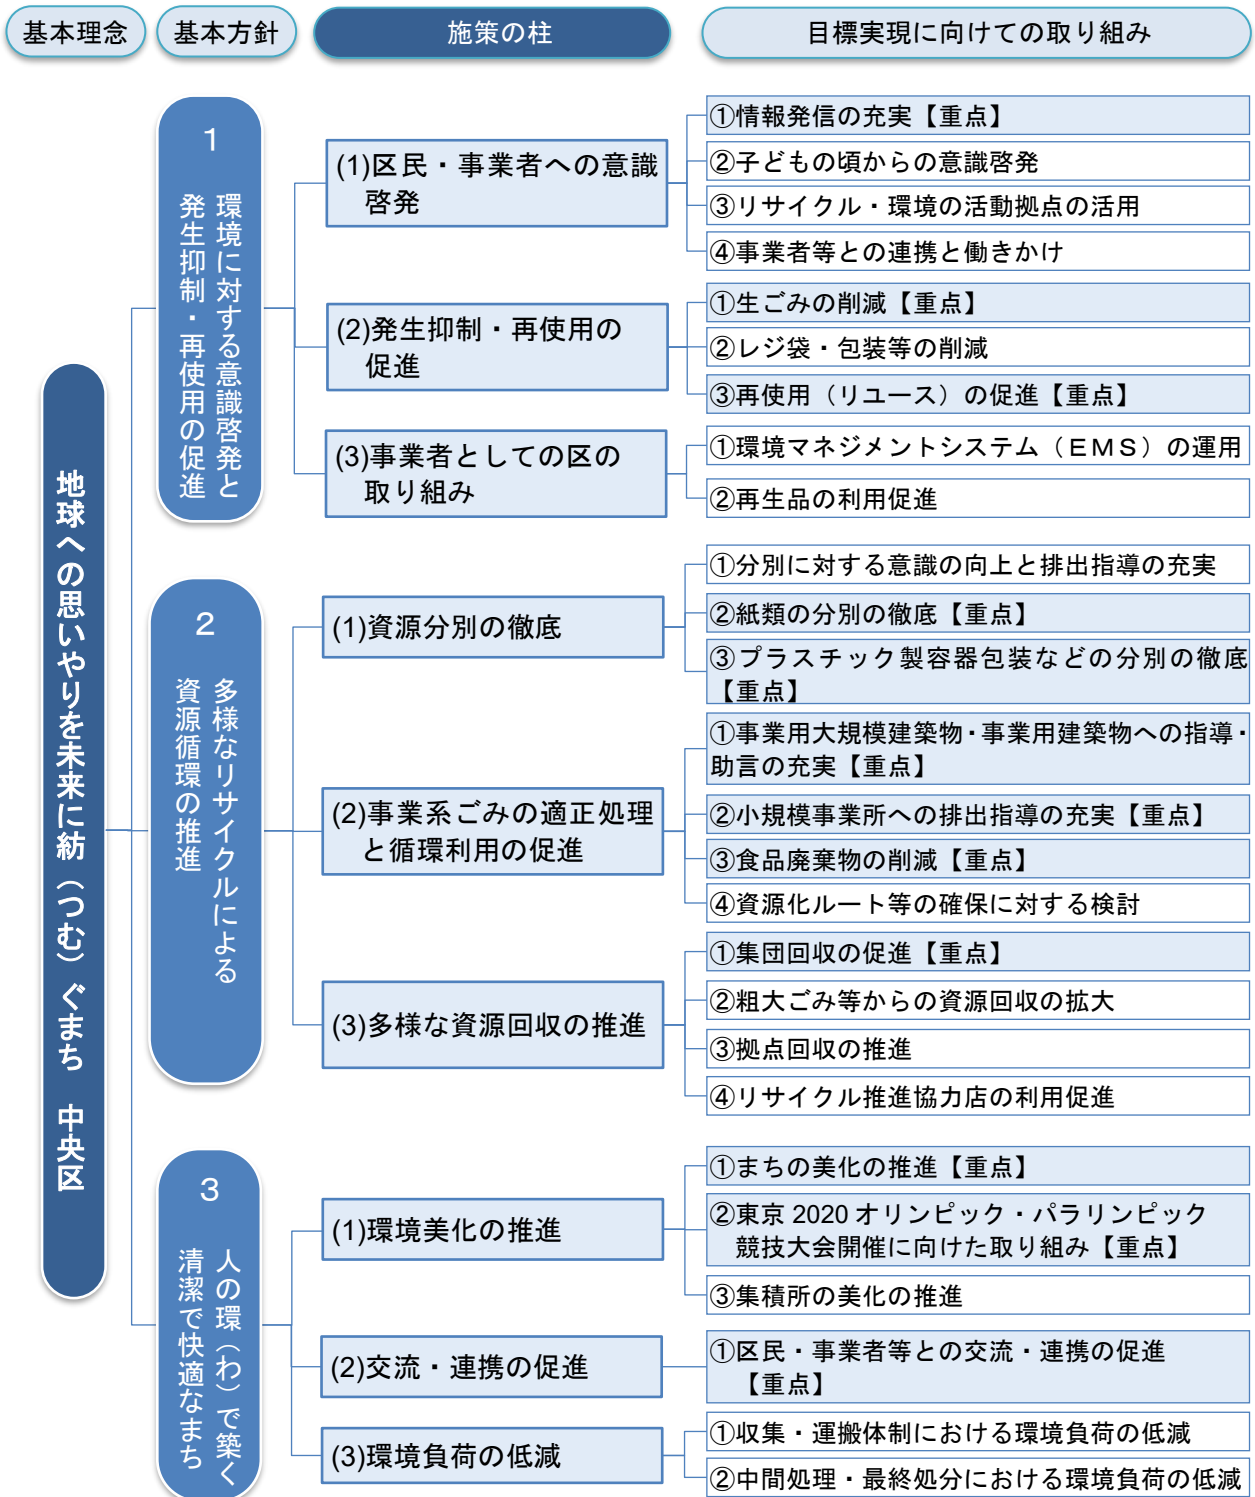 基本理念
基本方針
施策の柱
目標実現に向けての取り組み
地球への思いやりを未来に紡（つむ）ぐまち　中央区
1
環境に対する意識啓発と
発生抑制・再使用の促進
(1)区民・事業者への意識
啓発
①情報発信の充実【重点】
②子どもの頃からの意識啓発
③リサイクル・環境の活動拠点の活用
④事業者等との連携と働きかけ
(2)発生抑制・再使用の
促進
①生ごみの削減【重点】
②レジ袋・包装等の削減
③再使用（リユース）の促進【重点】
(3)事業者としての区の
取り組み
①環境マネジメントシステム（ＥＭＳ）の運用
②再生品の利用促進
2
多様なリサイクルによる
資源循環の推進
(1)資源分別の徹底
①分別に対する意識の向上と排出指導の充実
②紙類の分別の徹底【重点】
③プラスチック製容器包装などの分別の徹底
【重点】
(2)事業系ごみの適正処理
と循環利用の促進
①事業用大規模建築物・事業用建築物への指導・
助言の充実【重点】
②小規模事業所への排出指導の充実【重点】
③食品廃棄物の削減【重点】
④資源化ルート等の確保に対する検討
(3)多様な資源回収の推進
①集団回収の促進【重点】
②粗大ごみ等からの資源回収の拡大
③拠点回収の推進
④リサイクル推進協力店の利用促進
3
人の環（わ）で築く
清潔で快適なまち
(1)環境美化の推進
①まちの美化の推進【重点】
②東京 2020 オリンピック・パラリンピック
競技大会開催に向けた取り組み【重点】
③集積所の美化の推進
(2)交流・連携の促進
①区民・事業者等との交流・連携の促進
【重点】
(3)環境負荷の低減
①収集・運搬体制における環境負荷の低減
②中間処理・最終処分における環境負荷の低減